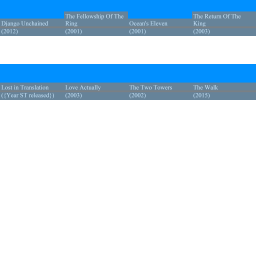 Django Unchained
(2012)
The Fellowship Of The
Ring
(2001)
Ocean's Eleven
(2001)
The Return Of The
King
(2003)
Lost in Translation
({Year ST released})
Love Actually
(2003)
The Two Towers
(2002)
The Walk
(2015)